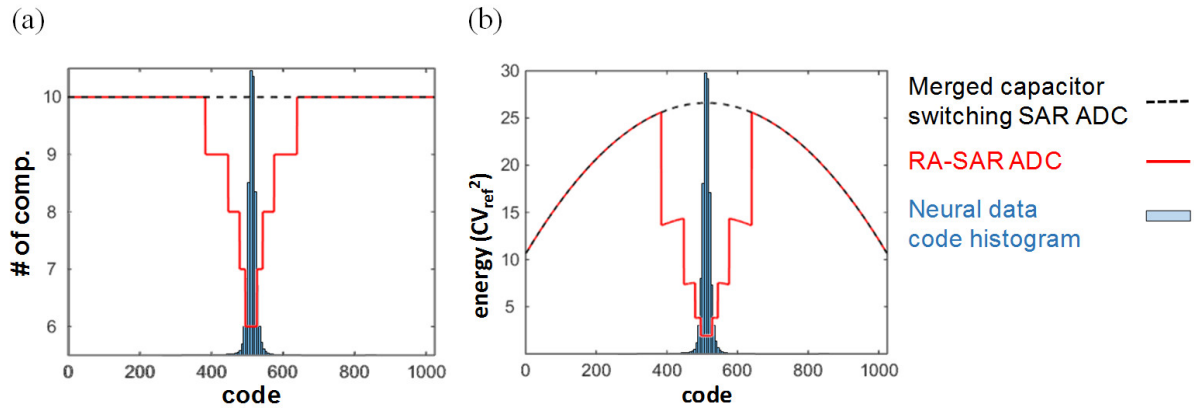 (a)
(b)
10
9
8
7
6
# of comp.
0
200
400
600
800
1000
code
30
25
20
15
10
5
energy (CVref²)
0
200
400
600
800
1000
code
Merged capacitor
switching SAR ADC
RA-SAR ADC
Neural data
code histogram